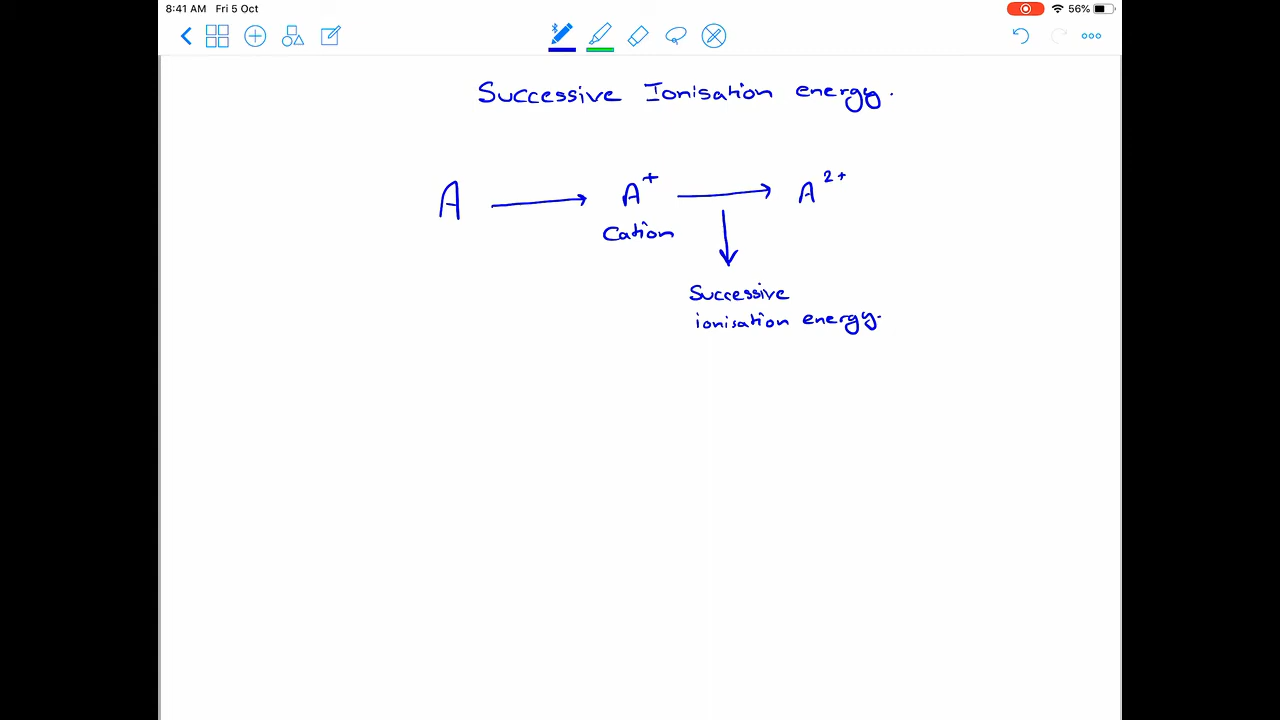 8:41 AM Fri 5 Oct 56%
Successive Ionisation energy.
A → A⁺ → A²⁺
Cation
Successive
ionisation energy.